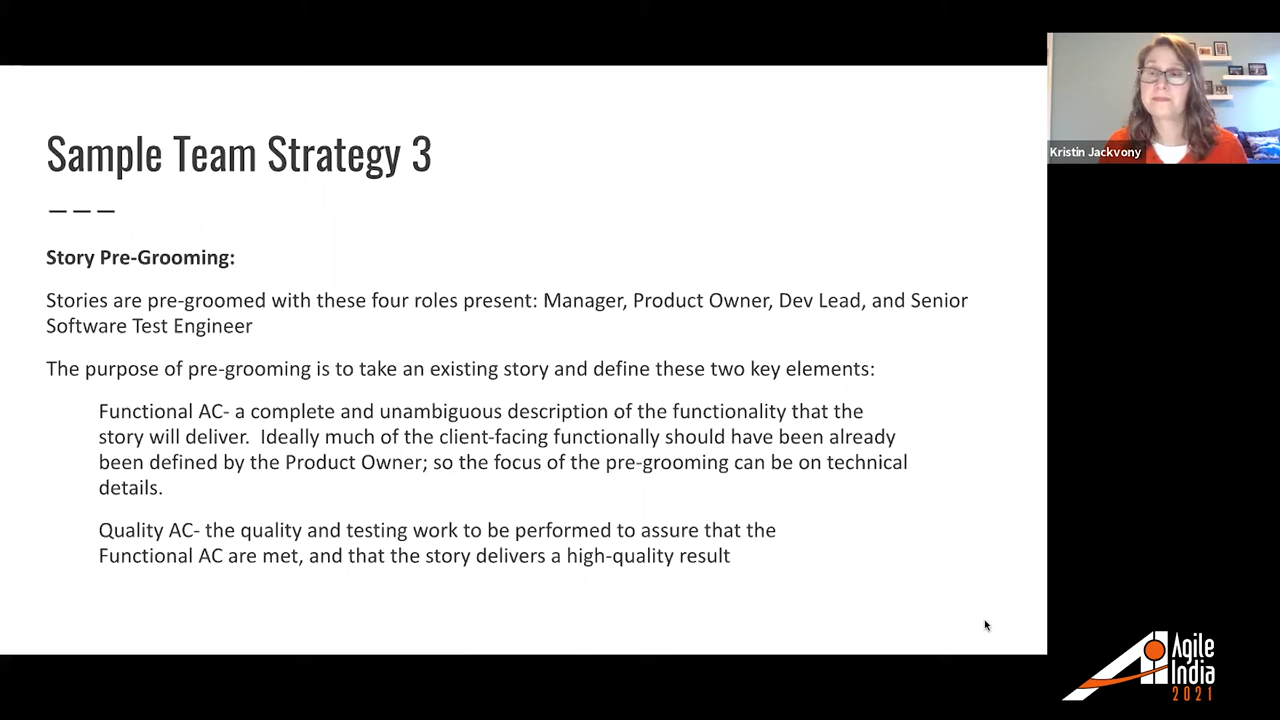 Sample Team Strategy 3
Story Pre-Grooming:
Stories are pre-groomed with these four roles present: Manager, Product Owner, Dev Lead, and Senior
Software Test Engineer
The purpose of pre-grooming is to take an existing story and define these two key elements:
Functional AC- a complete and unambiguous description of the functionality that the
story will deliver.  Ideally much of the client-facing functionally should have been already
been defined by the Product Owner; so the focus of the pre-grooming can be on technical
details.
Quality AC- the quality and testing work to be performed to assure that the
Functional AC are met, and that the story delivers a high-quality result
Kristin Jackvony
Agile
India
2021